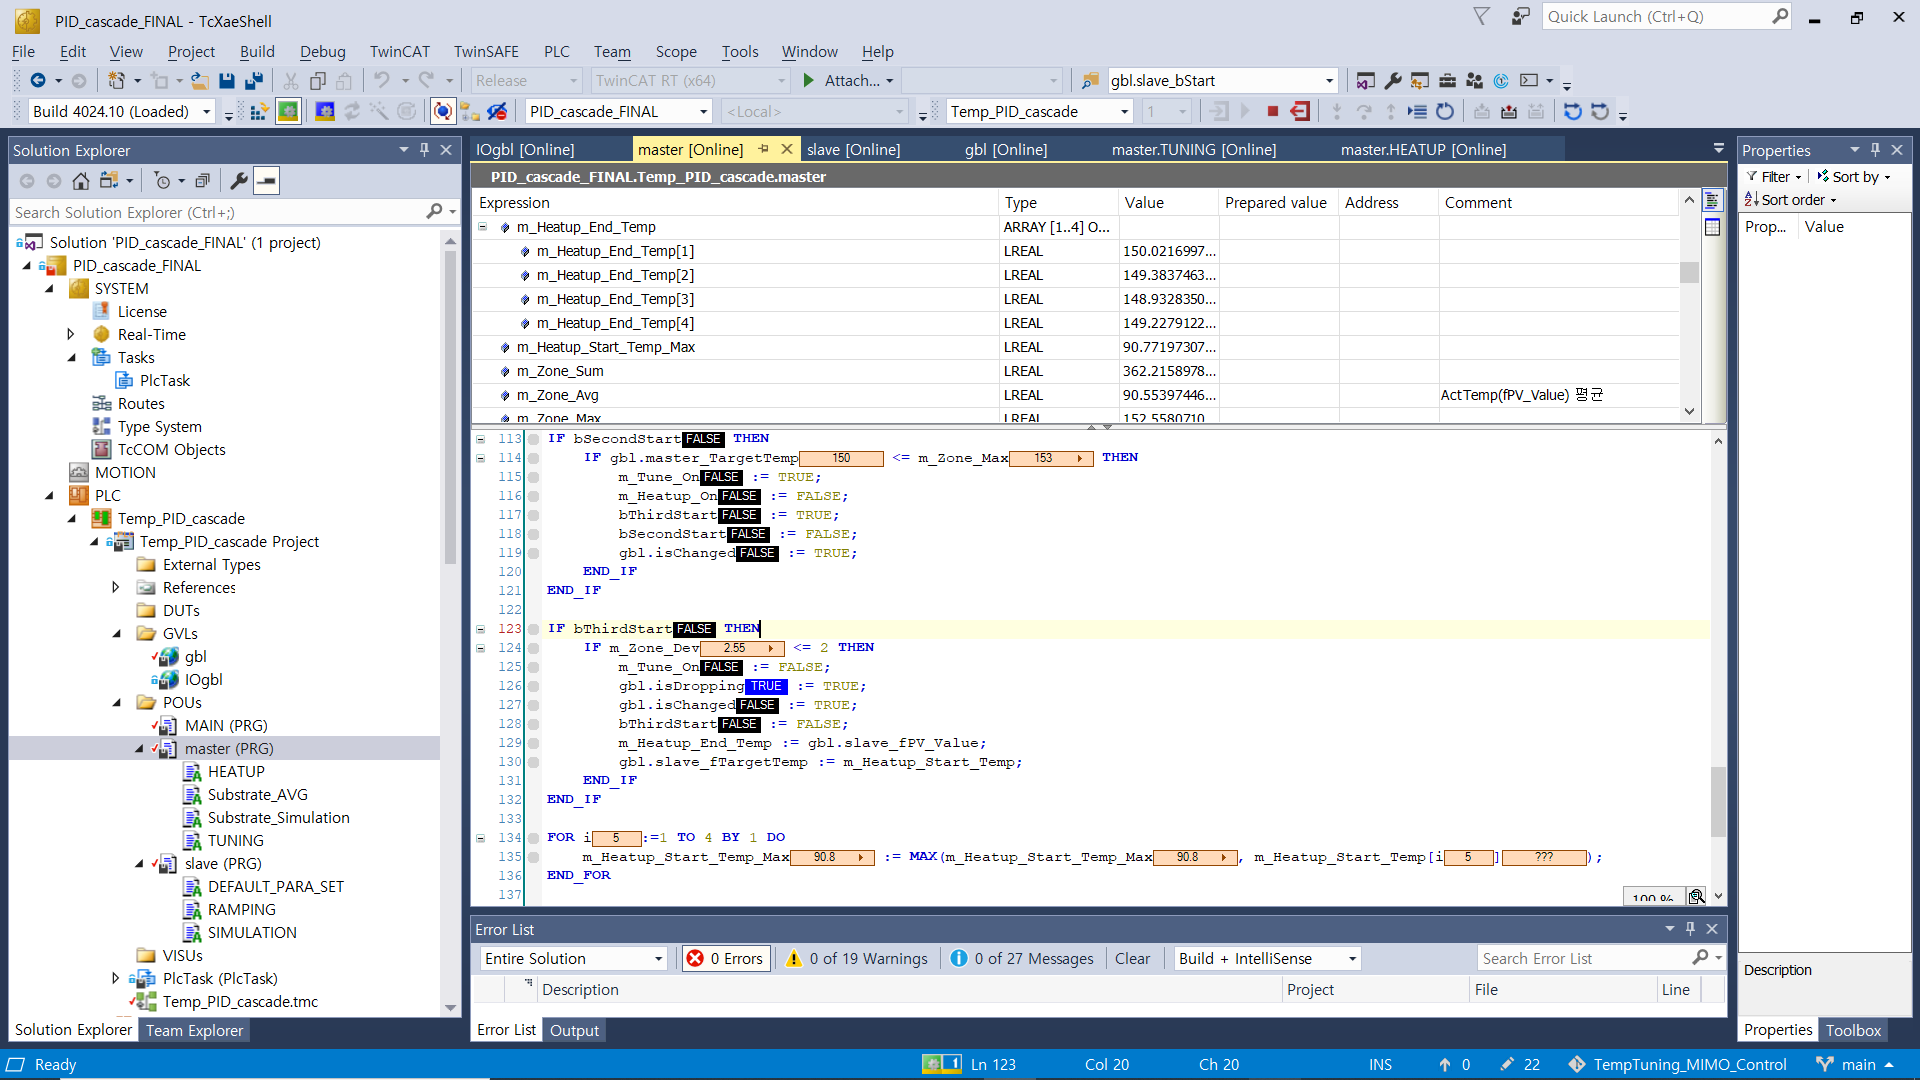 PID_cascade_FINAL - TcXaeShell
Quick Launch (Ctrl+Q)
File Edit View Project Build Debug TwinCAT TwinSAFE PLC Team Scope Tools Window Help
Release TwinCAT RT (x64) Attach... gbl.slave_bStart
Build 4024.10 (Loaded) PID_cascade_FINAL <Local> Temp_PID_cascade 1
Solution Explorer
Search Solution Explorer (Ctrl+;)
Solution 'PID_cascade_FINAL' (1 project)
PID_cascade_FINAL
SYSTEM
License
Real-Time
Tasks
PlcTask
Routes
Type System
TcCOM Objects
MOTION
PLC
Temp_PID_cascade
Temp_PID_cascade Project
External Types
References
DUTs
GVLs
gbl
IOgbl
POUs
MAIN (PRG)
master (PRG)
HEATUP
Substrate_AVG
Substrate_Simulation
TUNING
slave (PRG)
DEFAULT_PARA_SET
RAMPING
SIMULATION
VISUs
PlcTask (PlcTask)
Temp_PID_cascade.tmc
Solution Explorer Team Explorer
IOgbl [Online] master [Online] slave [Online] gbl [Online] master.TUNING [Online] master.HEATUP [Online]
PID_cascade_FINAL.Temp_PID_cascade.master
Expression Type Value Prepared value Address Comment
m_Heatup_End_Temp ARRAY [1..4] O...
m_Heatup_End_Temp[1] LREAL 150.0216997...
m_Heatup_End_Temp[2] LREAL 149.3837463...
m_Heatup_End_Temp[3] LREAL 148.9328350...
m_Heatup_End_Temp[4] LREAL 149.2279122...
m_Heatup_Start_Temp_Max LREAL 90.77197307...
m_Zone_Sum LREAL 362.2158978...
m_Zone_Avg LREAL 90.55397446... ActTemp(fPV_Value) 평균
m_Zone_Max LREAL 152.5580710
113 IF bSecondStart FALSE THEN
114 IF gbl.master_TargetTemp 150 <= m_Zone_Max 153 THEN
115 m_Tune_On FALSE := TRUE;
116 m_Heatup_On FALSE := FALSE;
117 bThirdStart FALSE := TRUE;
118 bSecondStart FALSE := FALSE;
119 gbl.isChanged FALSE := TRUE;
120 END_IF
121 END_IF
122
123 IF bThirdStart FALSE THEN
124 IF m_Zone_Dev 2.55 <= 2 THEN
125 m_Tune_On FALSE := FALSE;
126 gbl.isDropping TRUE := TRUE;
127 gbl.isChanged FALSE := TRUE;
128 bThirdStart FALSE := FALSE;
129 m_Heatup_End_Temp := gbl.slave_fPV_Value;
130 gbl.slave_fTargetTemp := m_Heatup_Start_Temp;
131 END_IF
132 END_IF
133
134 FOR i 5 :=1 TO 4 BY 1 DO
135 m_Heatup_Start_Temp_Max 90.8 := MAX(m_Heatup_Start_Temp_Max 90.8 , m_Heatup_Start_Temp[i 5 ] ??? );
136 END_FOR
137
100 %
Error List
Entire Solution 0 Errors 0 of 19 Warnings 0 of 27 Messages Clear Build + IntelliSense Search Error List
Description Project File Line
Error List Output
Properties
Filter Sort by
Sort order
Prop... Value
Description
Properties Toolbox
Ready 1 Ln 123 Col 20 Ch 20 INS 0 22 TempTuning_MIMO_Control main